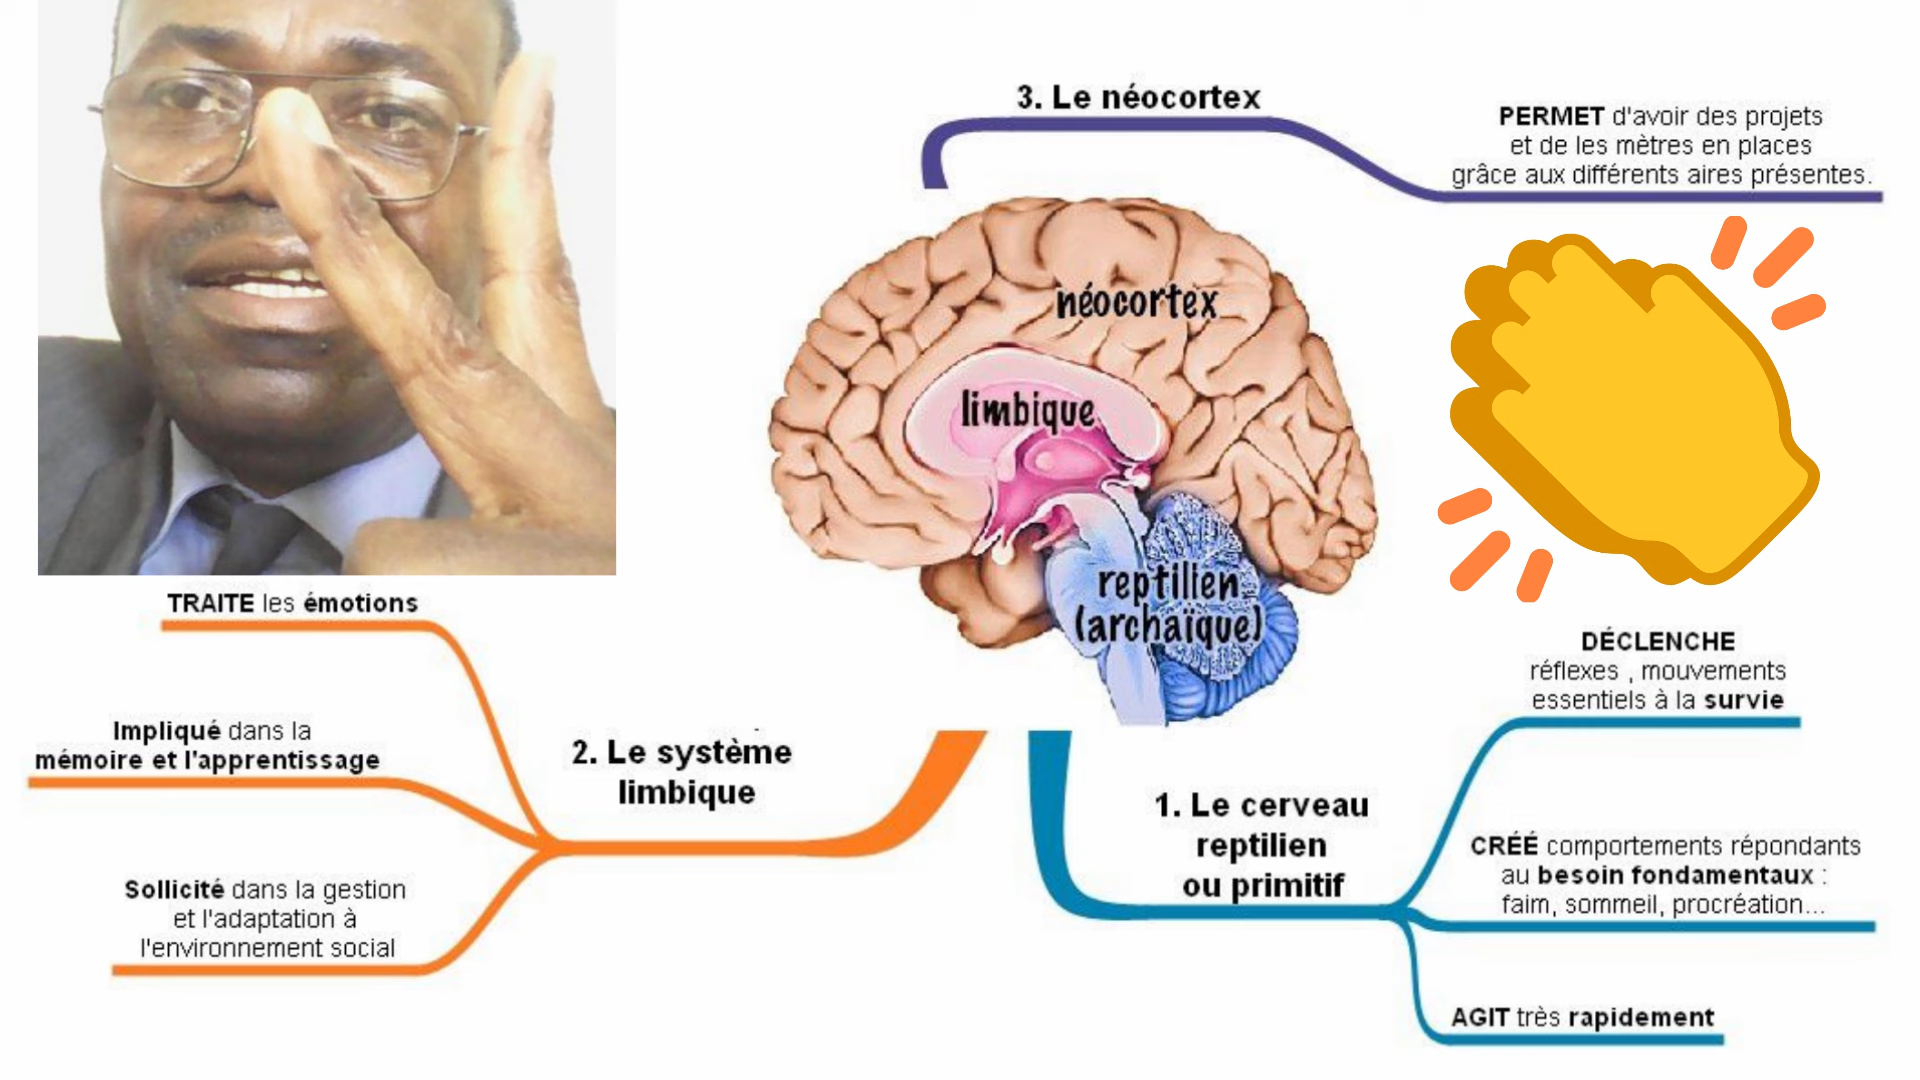 3. Le néocortex
PERMET d'avoir des projets
et de les mètres en places
grâce aux différents aires présentes.
néocortex
limbique
reptilien
(archaïque)
TRAITE les émotions
Impliqué dans la
mémoire et l'apprentissage
Sollicité dans la gestion
et l'adaptation à
l'environnement social
2. Le système
limbique
1. Le cerveau
reptilien
ou primitif
DÉCLENCHE
réflexes , mouvements
essentiels à la survie
CRÉÉ comportements répondants
au besoin fondamentaux :
faim, sommeil, procréation...
AGIT très rapidement